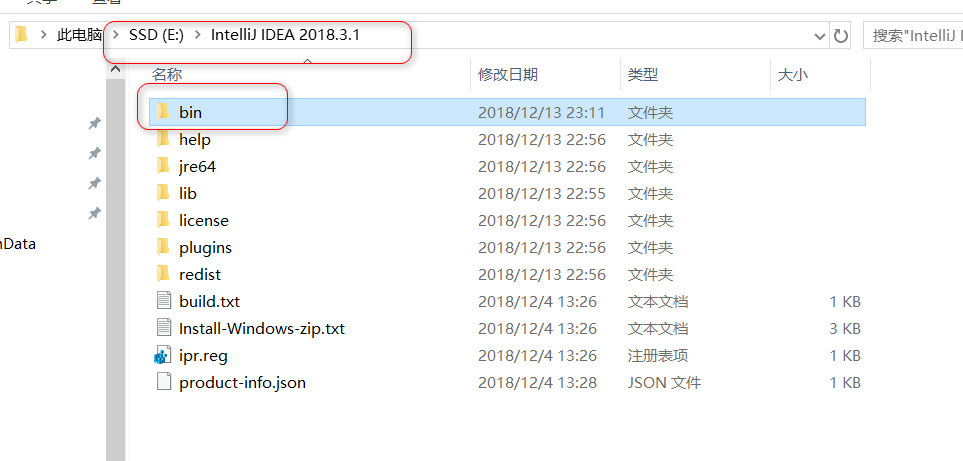 此电脑 SSD (E:) IntelliJ IDEA 2018.3.1 搜索"IntelliJ I
名称 修改日期 类型 大小
bin 2018/12/13 23:11 文件夹
help 2018/12/13 22:56 文件夹
jre64 2018/12/13 22:56 文件夹
lib 2018/12/13 22:55 文件夹
license 2018/12/13 22:56 文件夹
plugins 2018/12/13 22:56 文件夹
nData
redist 2018/12/13 22:56 文件夹
build.txt 2018/12/4 13:26 文本文档 1 KB
Install-Windows-zip.txt 2018/12/4 13:26 文本文档 3 KB
ipr.reg 2018/12/4 13:26 注册表项 1 KB
product-info.json 2018/12/4 13:28 JSON 文件 1 KB